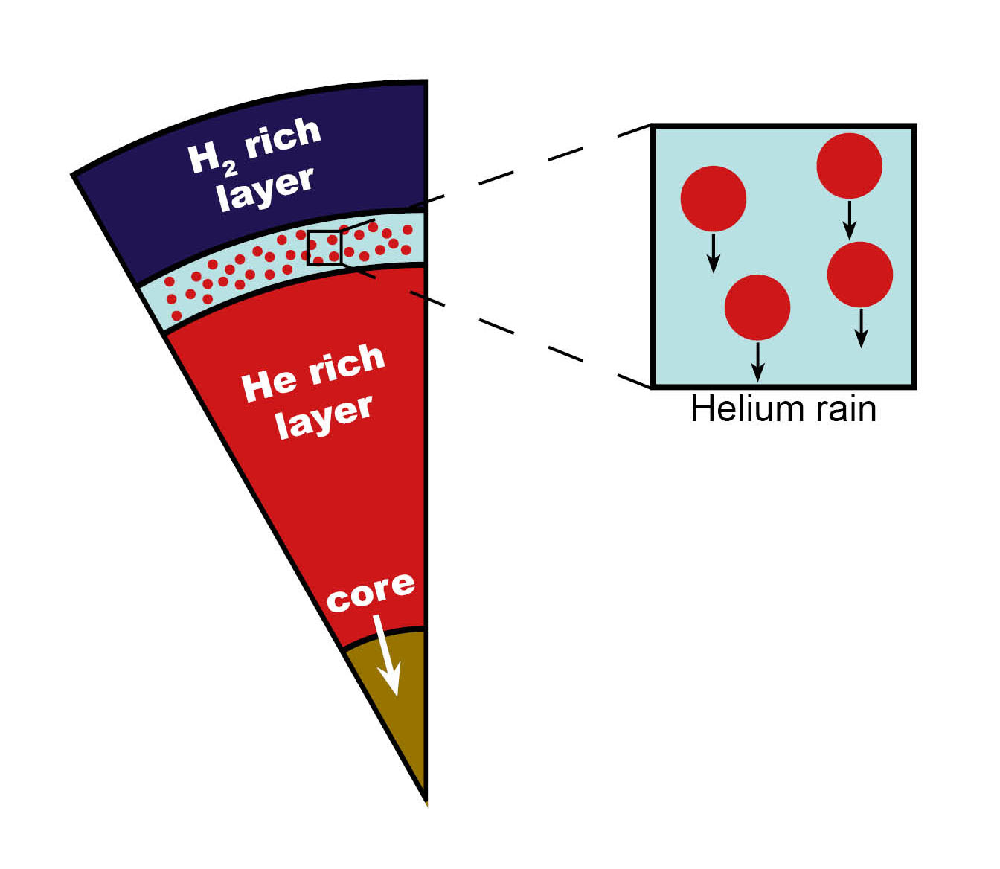 H₂ rich
layer
He rich
layer
core
Helium rain